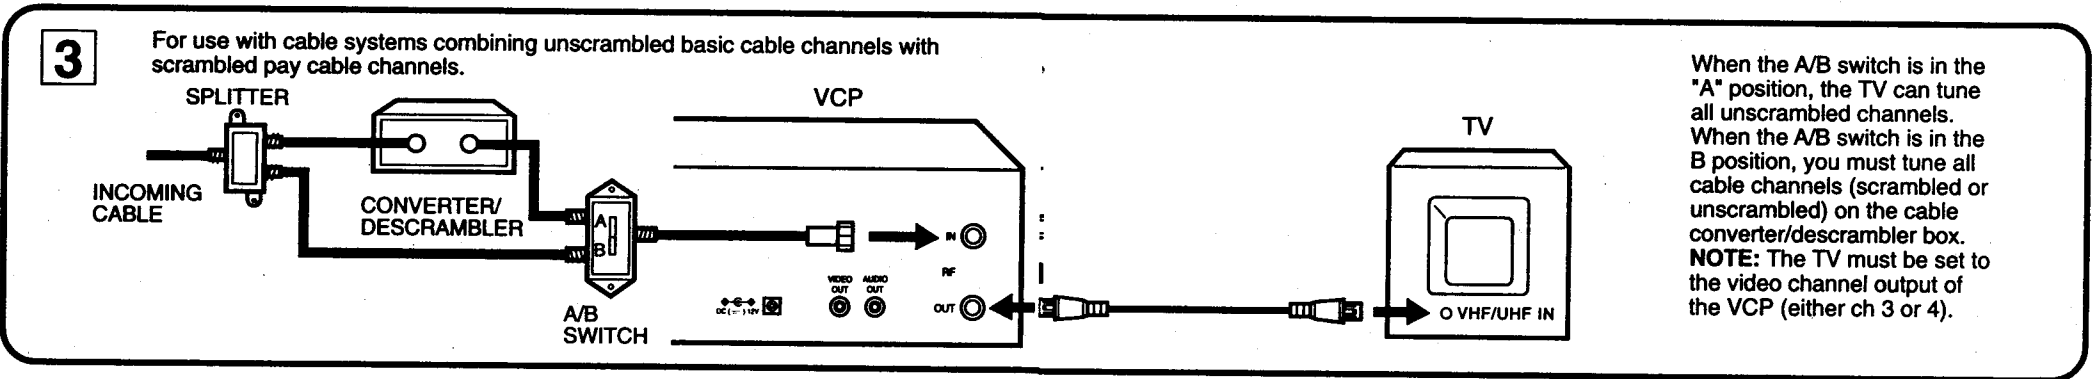 3
For use with cable systems combining unscrambled basic cable channels with
scrambled pay cable channels.
SPLITTER
INCOMING
CABLE
CONVERTER/
DESCRAMBLER
A
B
A/B
SWITCH
VCP
IN
RF
OUT
VIDEO
OUT
AUDIO
OUT
DC ( ⎓ ) 12V
TV
VHF/UHF IN
When the A/B switch is in the
"A" position, the TV can tune
all unscrambled channels.
When the A/B switch is in the
B position, you must tune all
cable channels (scrambled or
unscrambled) on the cable
converter/descrambler box.
NOTE: The TV must be set to
the video channel output of
the VCP (either ch 3 or 4).